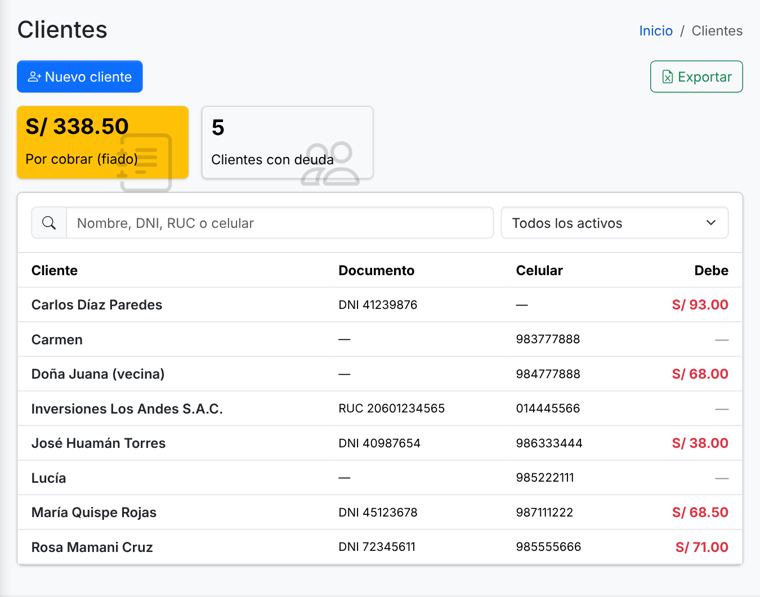 Clientes
Inicio / Clientes
Nuevo cliente
Exportar
S/ 338.50
Por cobrar (fiado)
5
Clientes con deuda
Nombre, DNI, RUC o celular
Todos los activos
Cliente Documento Celular Debe
Carlos Díaz Paredes DNI 41239876 — S/ 93.00
Carmen — 983777888 —
Doña Juana (vecina) — 984777888 S/ 68.00
Inversiones Los Andes S.A.C. RUC 20601234565 014445566 —
José Huamán Torres DNI 40987654 986333444 S/ 38.00
Lucía — 985222111 —
María Quispe Rojas DNI 45123678 987111222 S/ 68.50
Rosa Mamani Cruz DNI 72345611 985555666 S/ 71.00